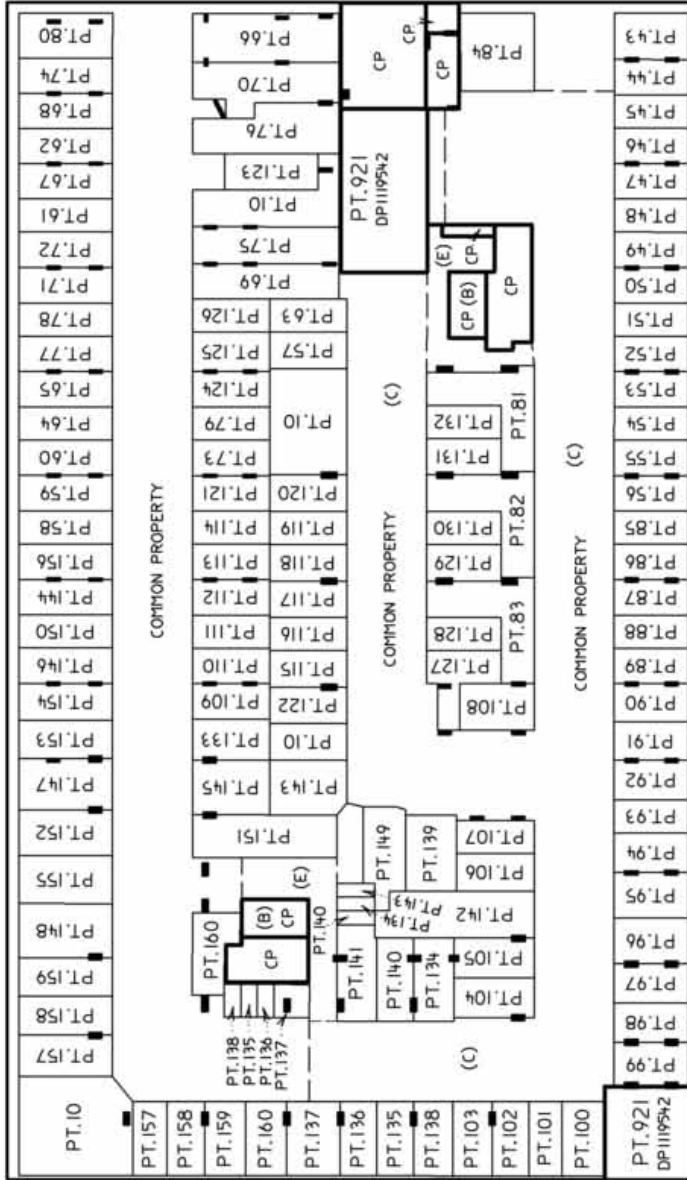 PT.80
PT.74
PT.68
PT.62
PT.67
PT.61
PT.72
PT.71
PT.78
PT.77
PT.65
PT.64
PT.60
PT.59
PT.58
PT.156
PT.144
PT.150
PT.146
PT.154
PT.153
PT.147
PT.152
PT.155
PT.148
PT.159
PT.158
PT.157
PT.10
COMMON PROPERTY
PT.66
PT.70
PT.76
PT.123
PT.10
PT.75
PT.69
PT.126
PT.63
PT.125
PT.57
PT.124
PT.79
PT.10
PT.73
PT.121
PT.120
PT.114
PT.119
PT.113
PT.118
PT.112
PT.117
PT.111
PT.116
PT.110
PT.115
PT.109
PT.122
PT.133
PT.10
PT.145
PT.143
PT.151
(E)
PT.160
(B)
CP
CP
PT.138
PT.135
PT.136
PT.137
CP
CP
CP
PT.84
PT.921
DP1119542
(E)
CP
CP (B)
CP
(C)
COMMON PROPERTY
PT.132
PT.131
PT.81
PT.130
PT.129
PT.82
PT.128
PT.127
PT.83
PT.108
PT.149
PT.139
PT.107
PT.106
PT.140
PT.143
PT.134
PT.142
PT.141
PT.140
PT.134
PT.105
PT.104
(C)
(C)
COMMON PROPERTY
PT.43
PT.44
PT.45
PT.46
PT.47
PT.48
PT.49
PT.50
PT.51
PT.52
PT.53
PT.54
PT.55
PT.56
PT.85
PT.86
PT.87
PT.88
PT.89
PT.90
PT.91
PT.92
PT.93
PT.94
PT.95
PT.96
PT.97
PT.98
PT.99
PT.157
PT.158
PT.159
PT.160
PT.137
PT.136
PT.135
PT.138
PT.103
PT.102
PT.101
PT.100
PT.921
DP1119542